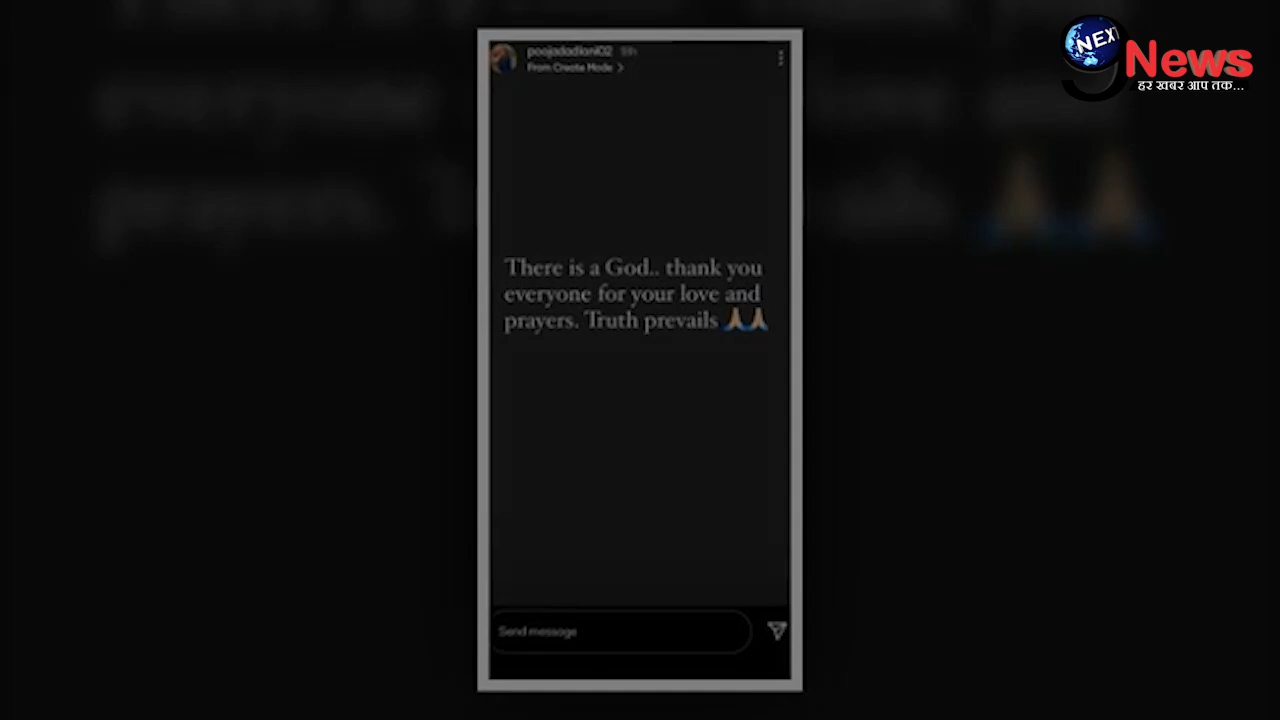 poojadadlani02
From Create Mode >
There is a God.. thank you
everyone for your love and
prayers. Truth prevails 🙏🏼🙏🏼
Send message
NEXT
9 News
हर खबर आप तक...